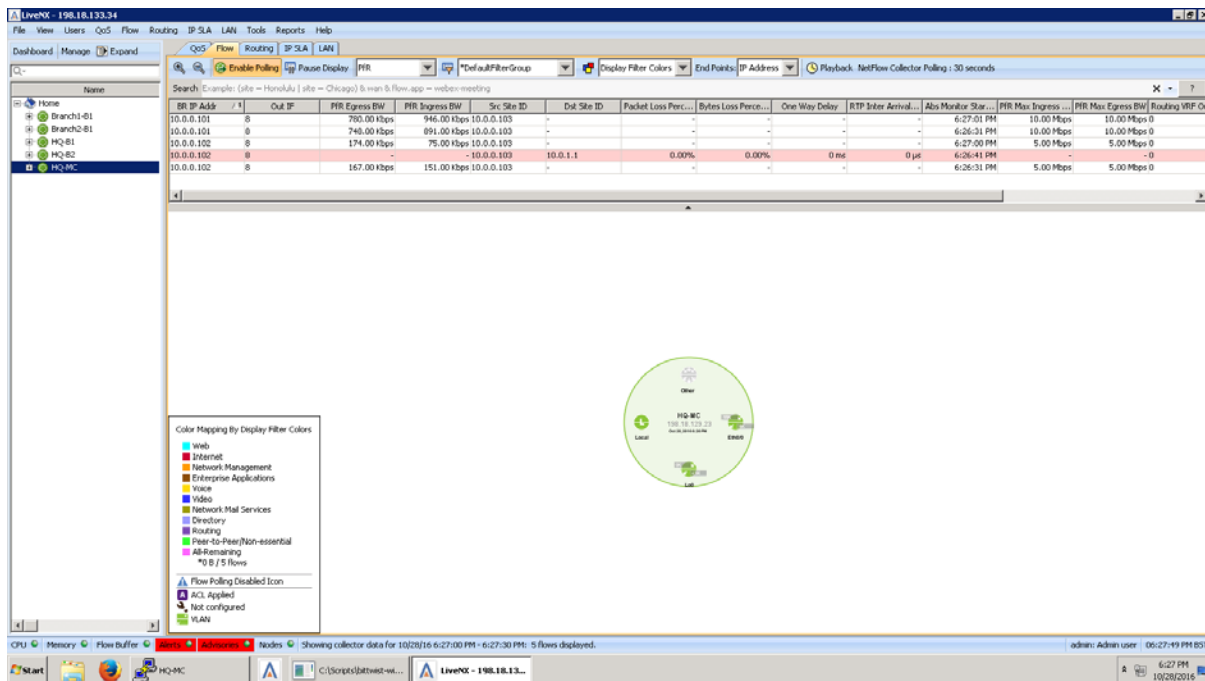 LiveNX - 198.18.133.34
File View Users QoS Flow Routing IP SLA LAN Tools Reports Help
Dashboard Manage Expand
QoS Flow Routing IP SLA LAN
Enable Polling Pause Display PfR *DefaultFilterGroup Display Filter Colors End Points: IP Address Playback NetFlow Collector Polling : 30 seconds
Search Example: (site = Honolulu | site = Chicago) & wan & flow.app = webex-meeting X ?
Name
Home
Branch1-B1
Branch2-B1
HQ-B1
HQ-B2
HQ-MC
BR IP Addr / 1 Out IF PfR Egress BW PfR Ingress BW Src Site ID Dst Site ID Packet Loss Perc... Bytes Loss Perce... One Way Delay RTP Inter Arrival... Abs Monitor Star... PfR Max Ingress ... PfR Max Egress BW Routing VRF O
10.0.0.101 8 780.00 Kbps 946.00 Kbps 10.0.0.103 - - - - - 6:27:01 PM 10.00 Mbps 10.00 Mbps 0
10.0.0.101 8 740.00 Kbps 891.00 Kbps 10.0.0.103 - - - - - 6:26:31 PM 10.00 Mbps 10.00 Mbps 0
10.0.0.102 8 174.00 Kbps 75.00 Kbps 10.0.0.103 - - - - - 6:27:00 PM 5.00 Mbps 5.00 Mbps 0
10.0.0.102 8 - - 10.0.0.103 10.0.1.1 0.00% 0.00% 0 ms 0 µs 6:26:41 PM - - 0
10.0.0.102 8 167.00 Kbps 151.00 Kbps 10.0.0.103 - - - - - 6:26:31 PM 5.00 Mbps 5.00 Mbps 0
Other
HQ-MC
198.18.129.23
Local
Lo0
Color Mapping By Display Filter Colors
Web
Internet
Network Management
Enterprise Applications
Voice
Video
Network Mail Services
Directory
Routing
Peer-to-Peer/Non-essential
All-Remaining
*0 B / 5 flows
Flow Polling Disabled Icon
A ACL Applied
Not configured
VLAN
CPU Memory Flow Buffer Alerts Advisories Nodes Showing collector data for 10/28/16 6:27:00 PM - 6:27:30 PM: 5 flows displayed. admin: Admin user 06:27:49 PM BS
Start HQ-MC C:\Scripts\bittwist-wi... LiveNX - 198.18.13... 6:27 PM
10/28/2016